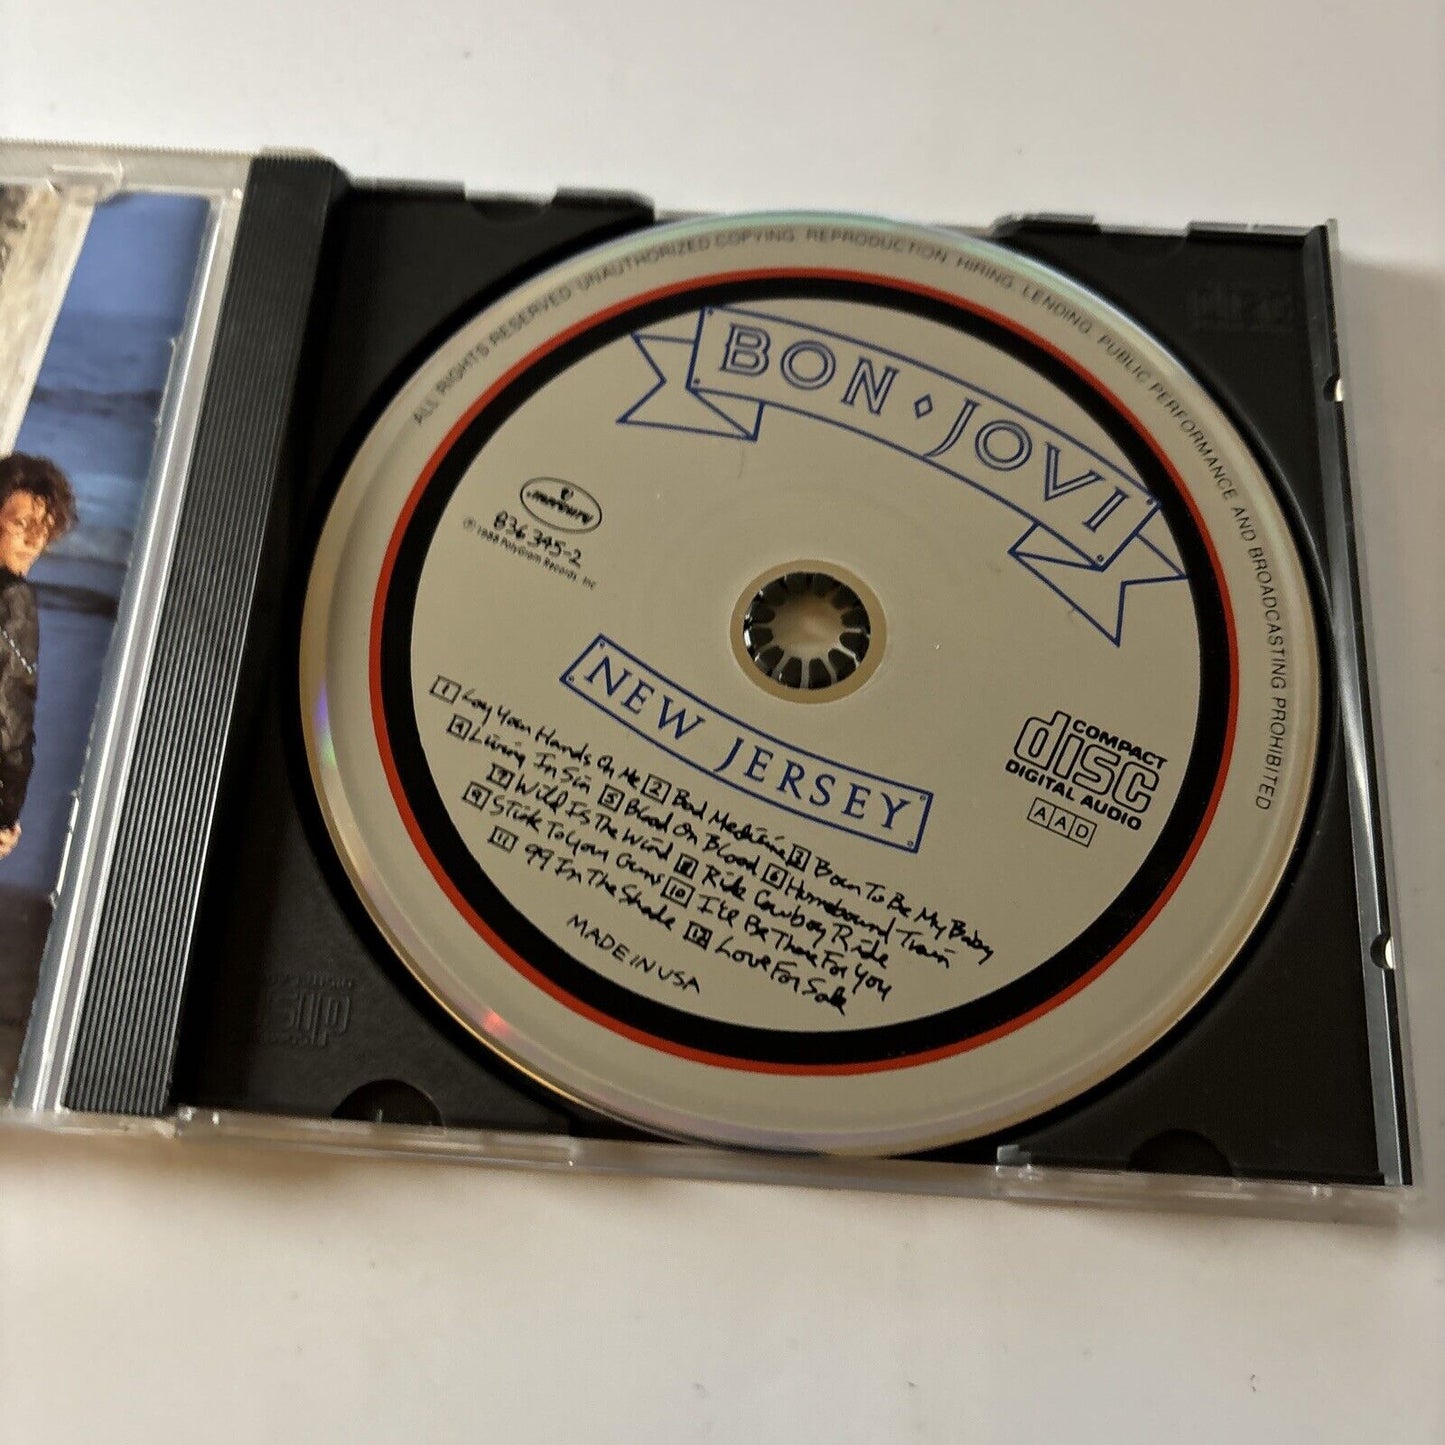 ALL RIGHTS RESERVED UNAUTHORIZED COPYING REPRODUCTION HIRING LENDING PUBLIC PERFORMANCE AND BROADCASTING PROHIBITED
BON ◊ JOVI
mercury
836 345-2
℗ 1988 PolyGram Records, Inc
NEW JERSEY
COMPACT
disc
DIGITAL AUDIO
AAD
1 Lay Your Hands On Me 2 Bad Medicine 3 Born To Be My Baby
4 Living In Sin 5 Blood On Blood 6 Homebound Train
7 Wild Is The Wind 8 Ride Cowboy Ride
9 Stick To Your Guns 10 I'll Be There For You
11 99 In The Shade 12 Love For Sale
MADE IN USA